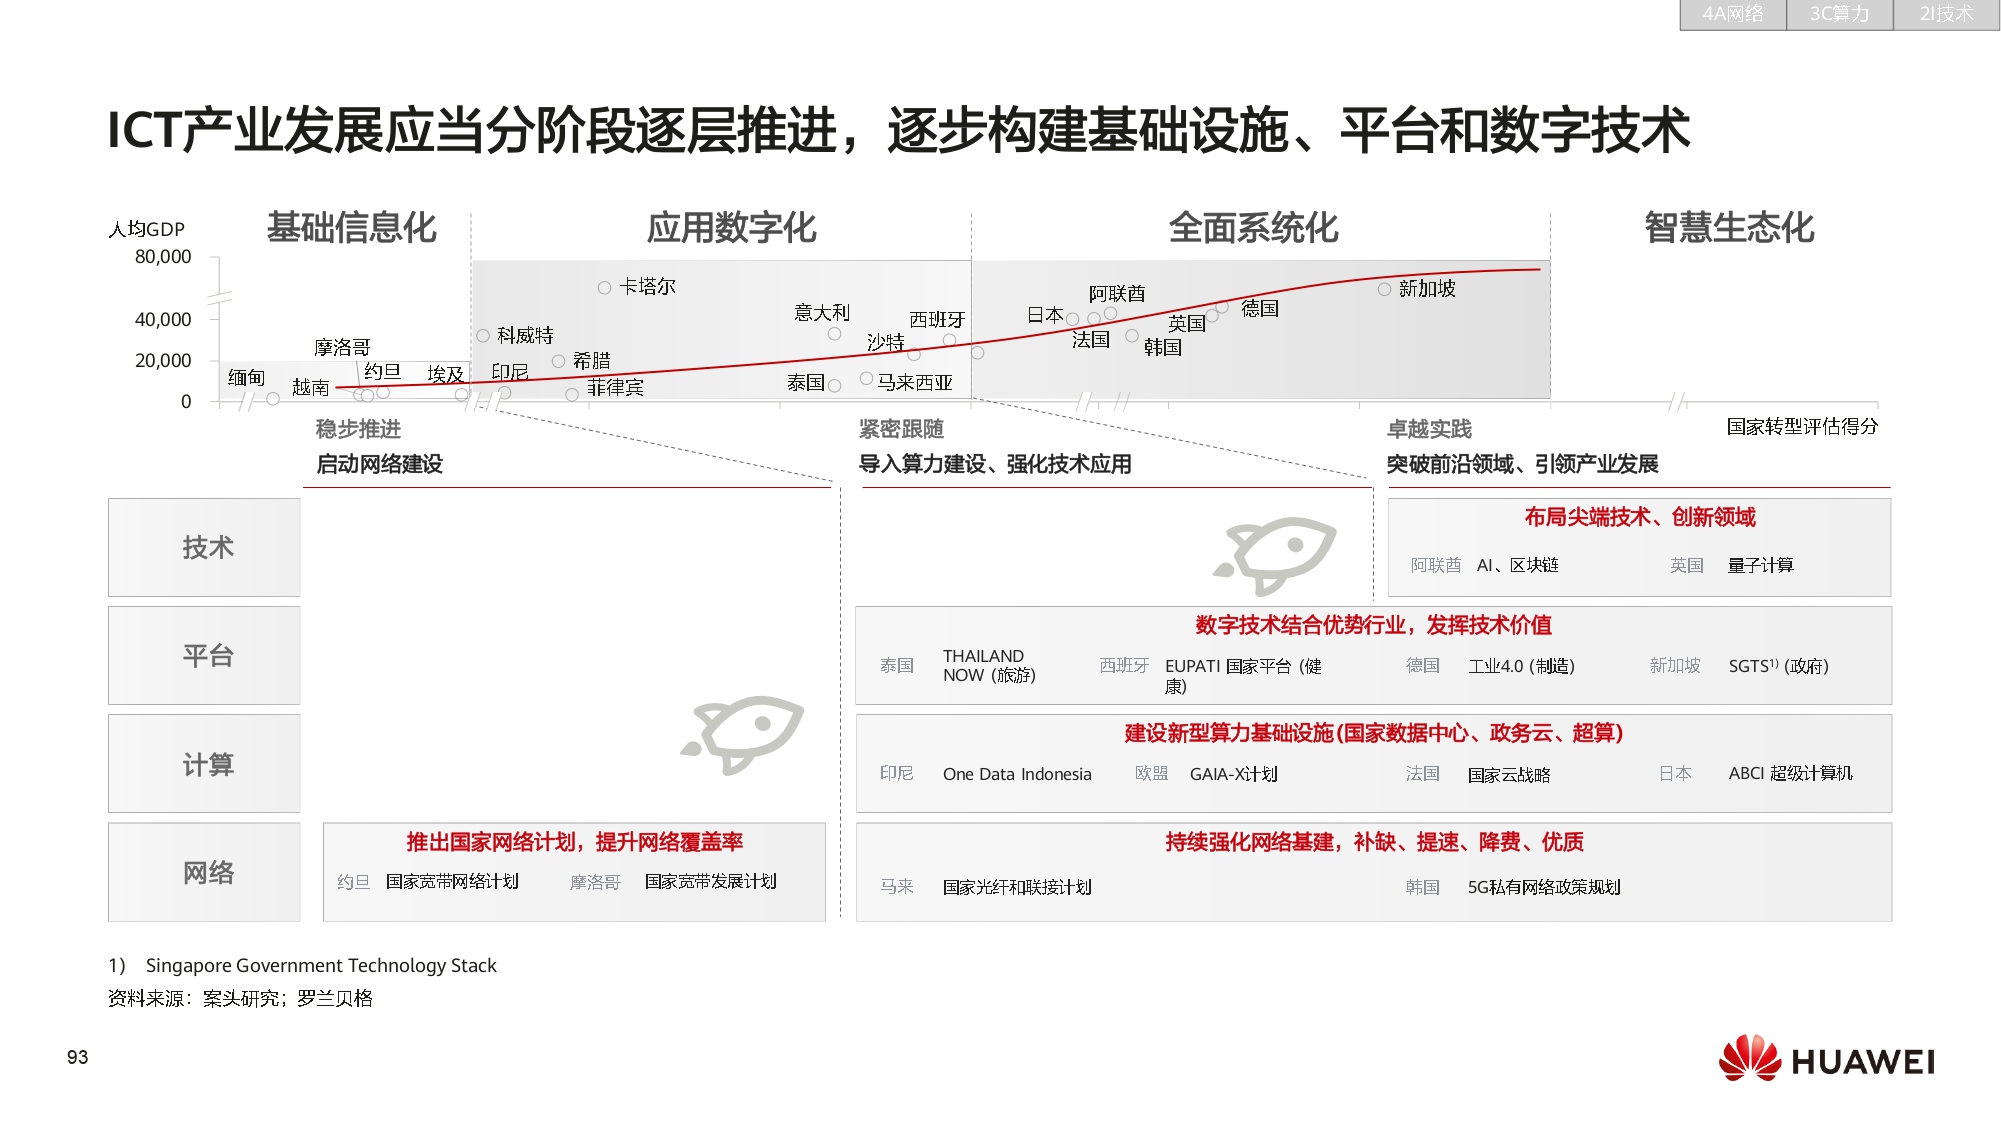 4A网络 3C算力 2I技术
ICT产业发展应当分阶段逐层推进，逐步构建基础设施、平台和数字技术
人均GDP 基础信息化 应用数字化 全面系统化 智慧生态化
80,000
40,000
20,000
0
缅甸 越南 摩洛哥 约旦 埃及
科威特 印尼 卡塔尔 希腊 菲律宾
意大利 泰国 沙特 马来西亚 西班牙
日本 阿联酋 法国 韩国 英国 德国 新加坡
国家转型评估得分
稳步推进
启动网络建设
紧密跟随
导入算力建设、强化技术应用
卓越实践
突破前沿领域、引领产业发展
技术
布局尖端技术、创新领域
阿联酋 AI、区块链 英国 量子计算
平台
数字技术结合优势行业，发挥技术价值
泰国 THAILAND
NOW (旅游)
西班牙 EUPATI 国家平台 (健
康)
德国 工业4.0 (制造) 新加坡 SGTS1) (政府)
计算
建设新型算力基础设施(国家数据中心、政务云、超算)
印尼 One Data Indonesia 欧盟 GAIA-X计划 法国 国家云战略 日本 ABCI 超级计算机
网络
推出国家网络计划，提升网络覆盖率
约旦 国家宽带网络计划 摩洛哥 国家宽带发展计划
持续强化网络基建，补缺、提速、降费、优质
马来 国家光纤和联接计划 韩国 5G私有网络政策规划
1) Singapore Government Technology Stack
资料来源：案头研究；罗兰贝格
93
HUAWEI